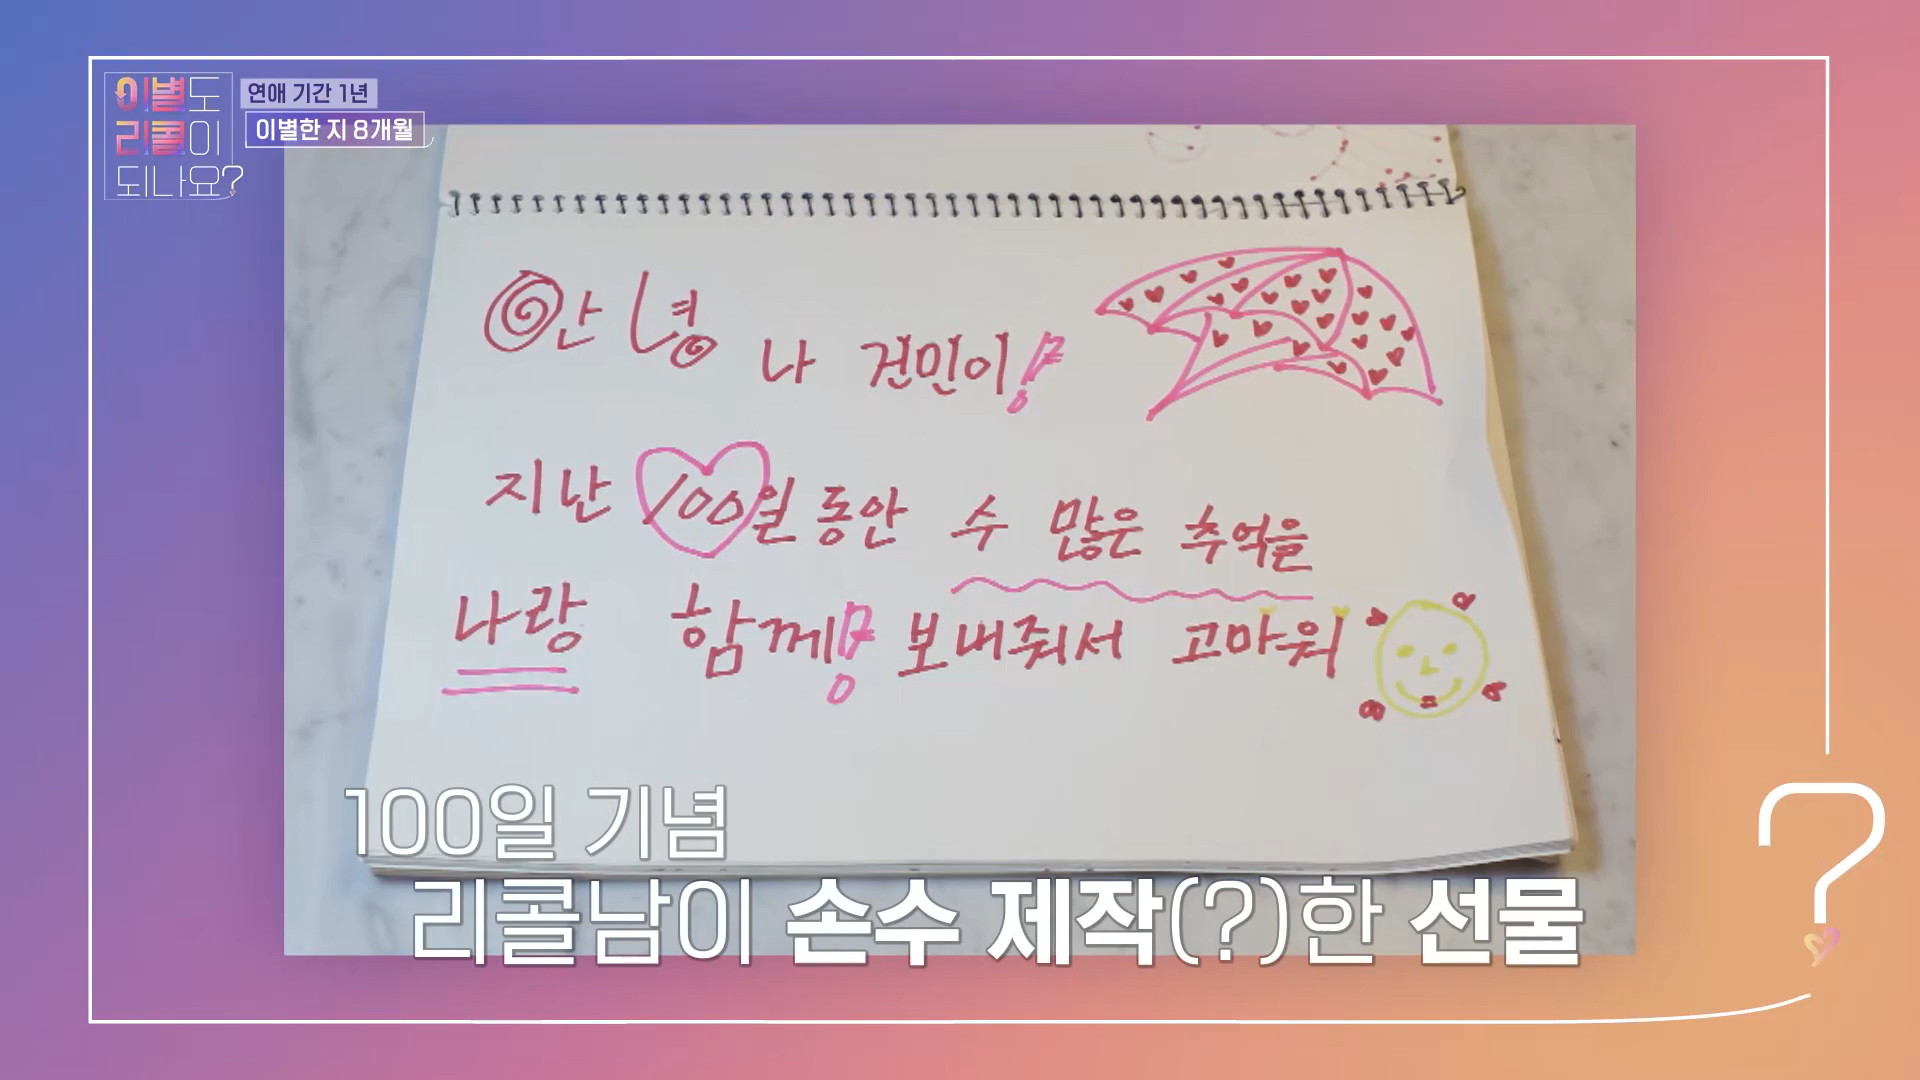 이별도
리콜이
되나요?
연애 기간 1년
이별한 지 8개월
안녕 나 건민이!
지난 100일 동안 수 많은 추억을
나랑 함께! 보내줘서 고마워
100일 기념
리콜남이 손수 제작(?)한 선물
?